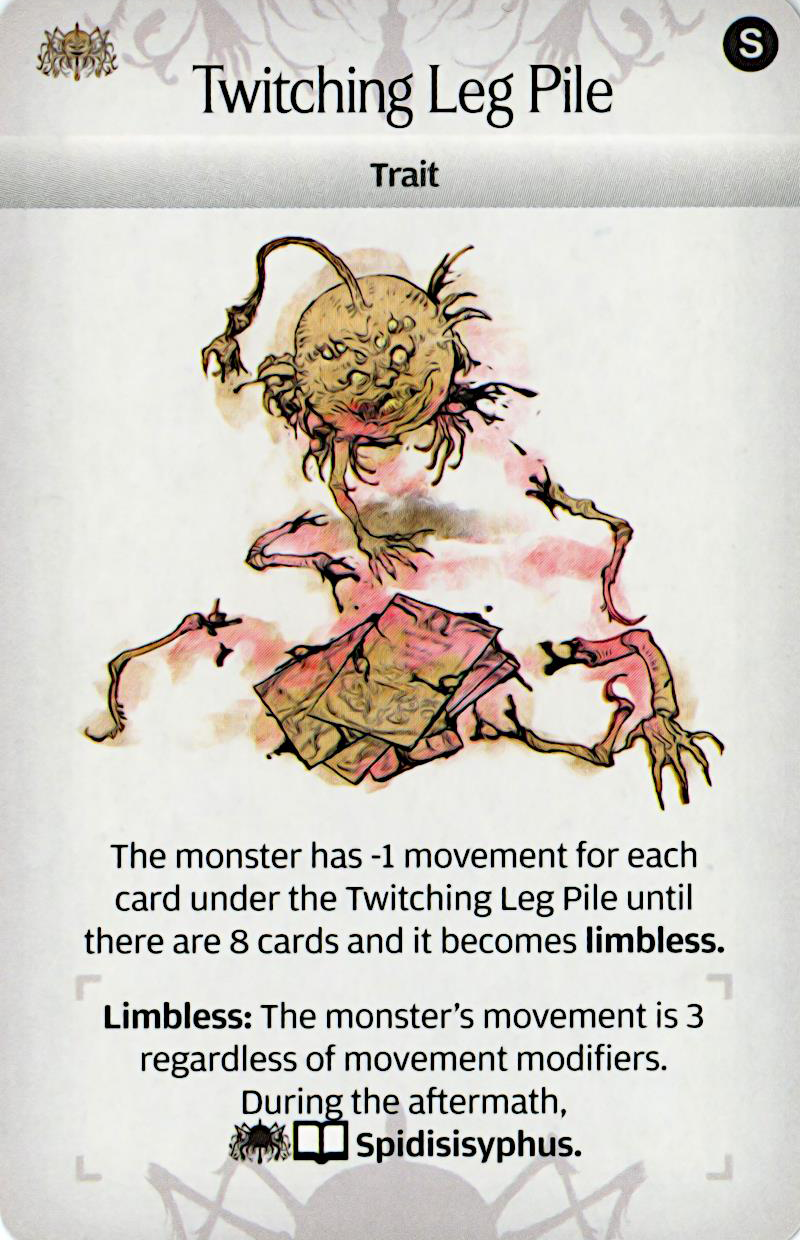 S
Twitching Leg Pile
Trait
The monster has -1 movement for each
card under the Twitching Leg Pile until
there are 8 cards and it becomes limbless.
Limbless: The monster's movement is 3
regardless of movement modifiers.
During the aftermath,
Spidisisyphus.